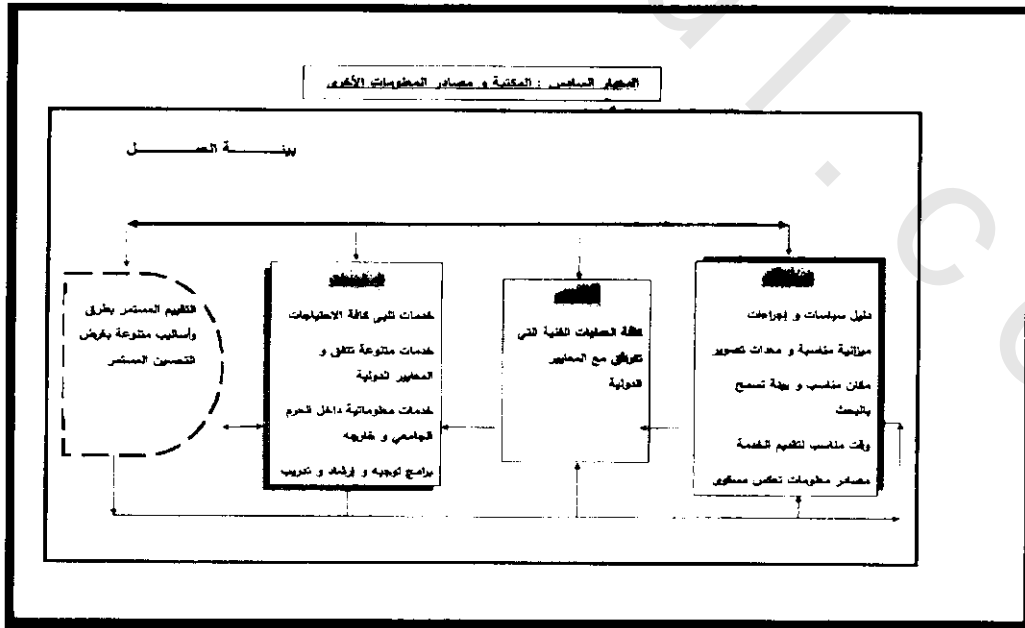 المعيار السادس : المكتبة و مصادر المعلومات الأخرى
بيئـــــة العمـــــل
دليل سياسات و إجراءات
ميزانية مناسبة و معدات تصوير
مكان مناسب و بيئة تسمح
بالبحث
وقت مناسب لتقديم الخدمة
مصادر معلومات تعكس مستوى
كافة العمليات الفنية التي
تتوافق مع المعايير
الدولية
خدمات تلبي كافة الاحتياجات
خدمات متنوعة تتفق و
المعايير الدولية
خدمات معلوماتية داخل الحرم
الجامعي و خارجه
برامج توجيه و إرشاد و تدريب
التقييم المستمر بطرق
وأساليب متنوعة بغرض
التحسين المستمر